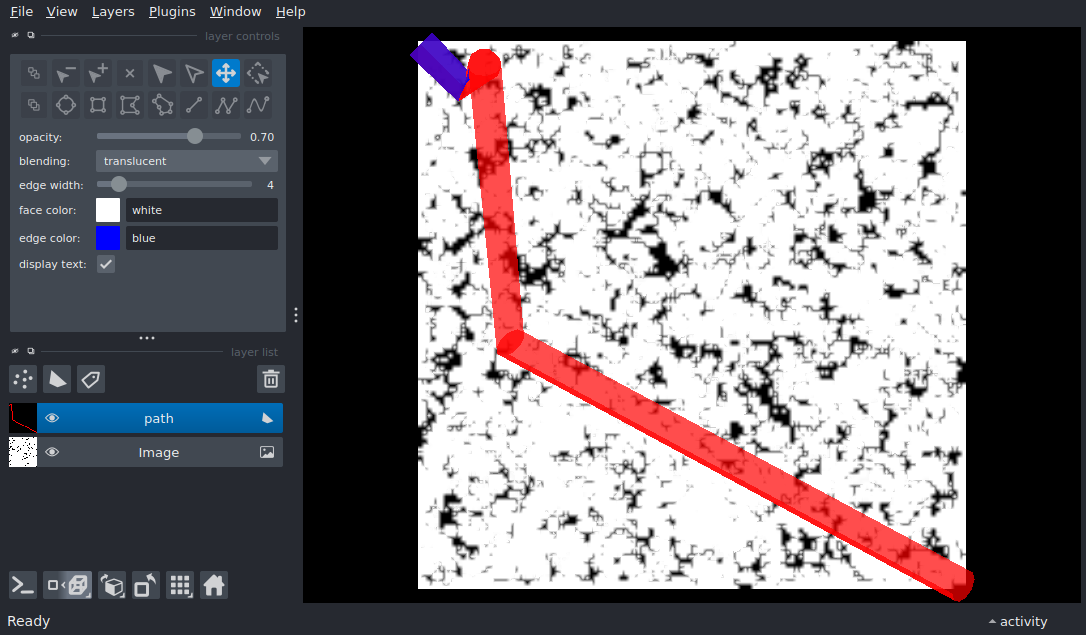 File View Layers Plugins Window Help
layer controls
opacity: 0.70
blending: translucent
edge width: 4
face color: white
edge color: blue
display text:
layer list
path
Image
Ready activity